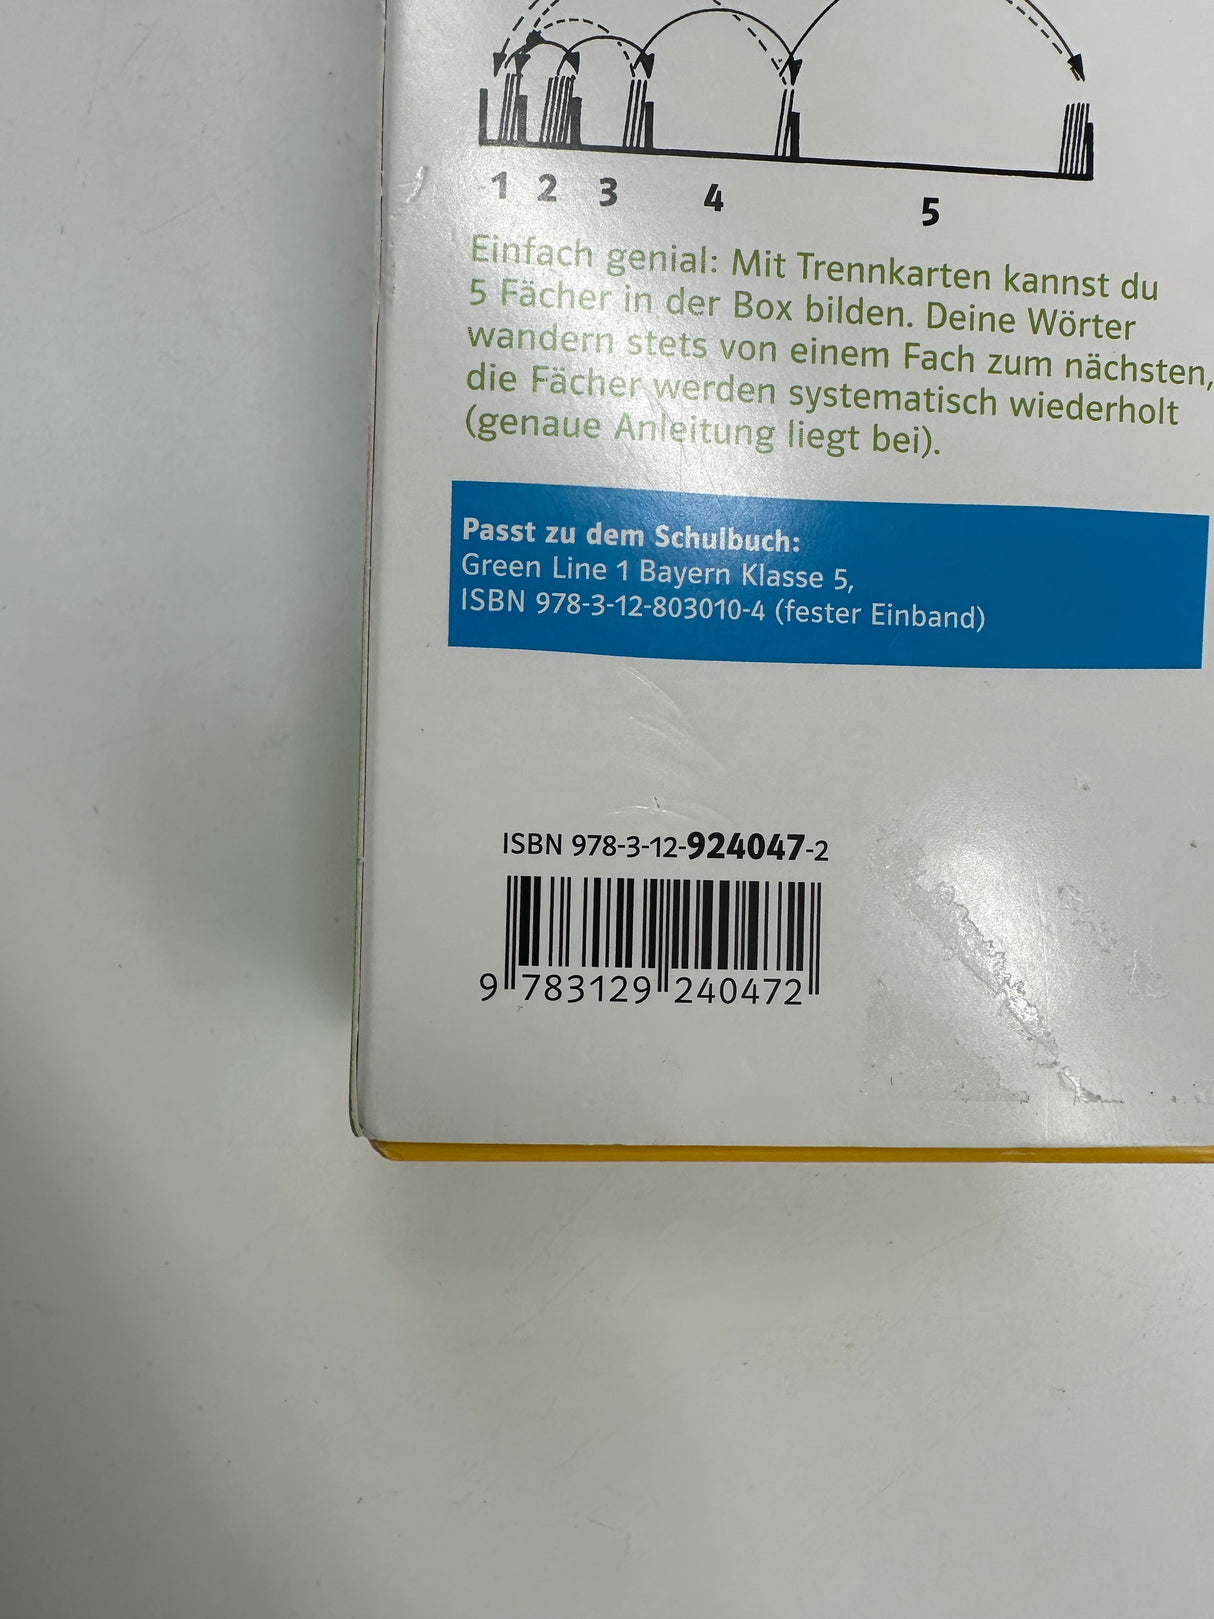 1 2 3 4 5
Einfach genial: Mit Trennkarten kannst du
5 Fächer in der Box bilden. Deine Wörter
wandern stets von einem Fach zum nächsten,
die Fächer werden systematisch wiederholt
(genaue Anleitung liegt bei).
Passt zu dem Schulbuch:
Green Line 1 Bayern Klasse 5,
ISBN 978-3-12-803010-4 (fester Einband)
ISBN 978-3-12-924047-2
9 783129 240472